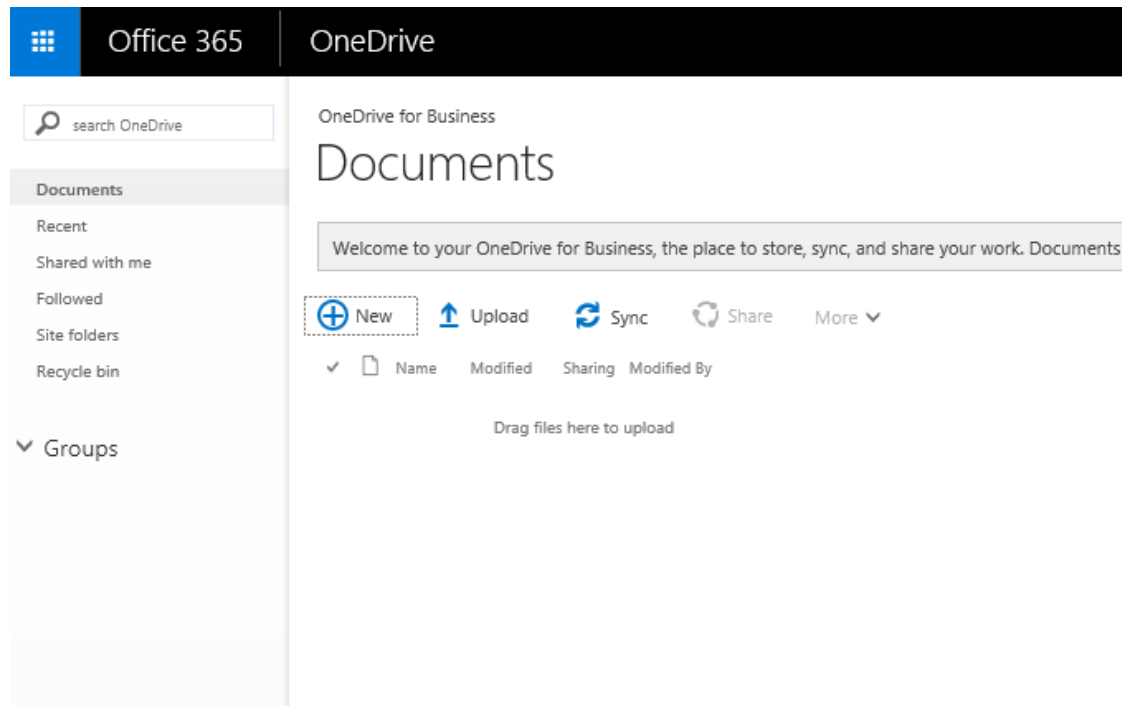 Office 365 OneDrive
search OneDrive
Documents
Recent
Shared with me
Followed
Site folders
Recycle bin
Groups
OneDrive for Business
Documents
Welcome to your OneDrive for Business, the place to store, sync, and share your work. Documents
New Upload Sync Share More
Name Modified Sharing Modified By
Drag files here to upload